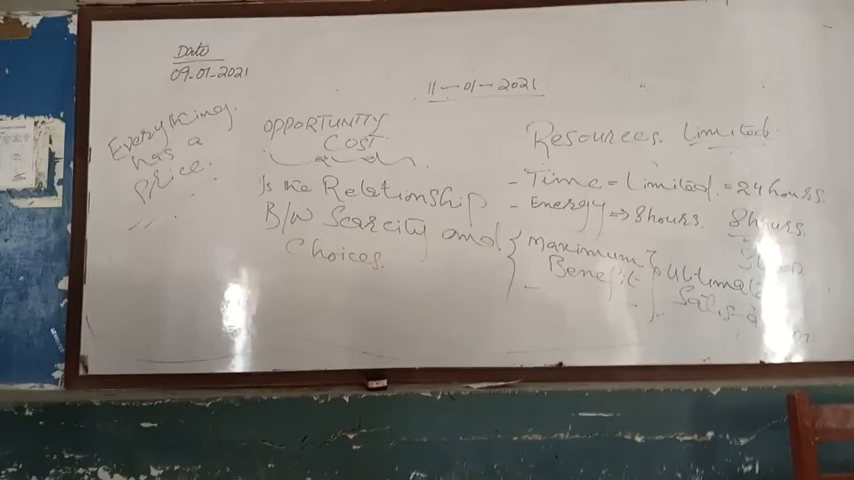 Date
09-01-2021
11-01-2021
Everything
has a
price.
OPPORTUNITY
COST
Is the Relationship
B/W Scarcity and
Choices.
Resources Limited
- Time = Limited = 24 hours.
- Energy => 8 hours. 8 hours.
Maximum
Benefit
Ultimate